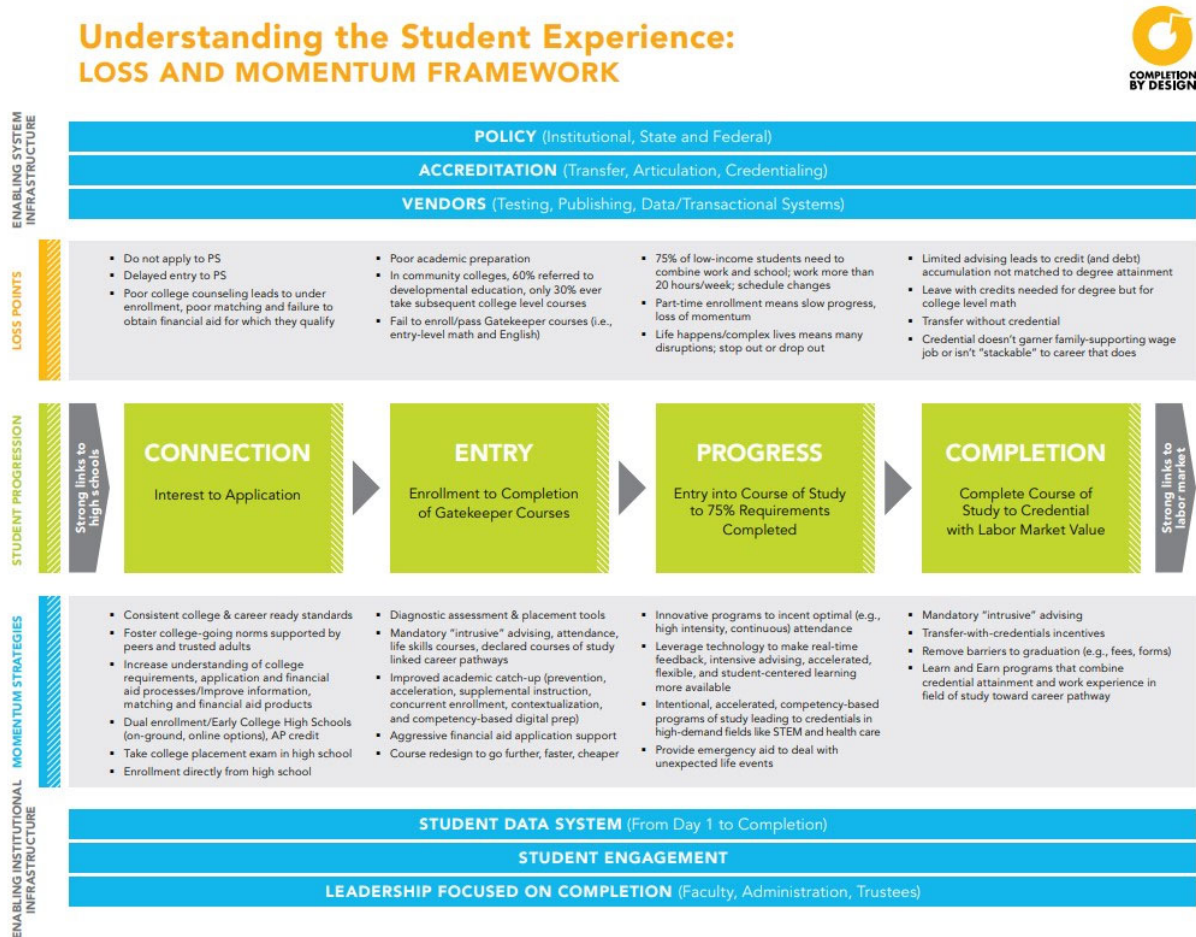 Understanding the Student Experience:
LOSS AND MOMENTUM FRAMEWORK
COMPLETION
BY DESIGN
ENABLING SYSTEM
INFRASTRUCTURE
POLICY (Institutional, State and Federal)
ACCREDITATION (Transfer, Articulation, Credentialing)
VENDORS (Testing, Publishing, Data/Transactional Systems)
LOSS POINTS
▪ Do not apply to PS
▪ Delayed entry to PS
▪ Poor college counseling leads to under
enrollment, poor matching and failure to
obtain financial aid for which they qualify
▪ Poor academic preparation
▪ In community colleges, 60% referred to
developmental education, only 30% ever
take subsequent college level courses
▪ Fail to enroll/pass Gatekeeper courses (i.e.,
entry-level math and English)
▪ 75% of low-income students need to
combine work and school; work more than
20 hours/week; schedule changes
▪ Part-time enrollment means slow progress,
loss of momentum
▪ Life happens/complex lives means many
disruptions; stop out or drop out
▪ Limited advising leads to credit (and debt)
accumulation not matched to degree attainment
▪ Leave with credits needed for degree but for
college level math
▪ Transfer without credential
▪ Credential doesn't garner family-supporting wage
job or isn't "stackable" to career that does
STUDENT PROGRESSION
Strong links to
high schools
CONNECTION
Interest to Application
ENTRY
Enrollment to Completion
of Gatekeeper Courses
PROGRESS
Entry into Course of Study
to 75% Requirements
Completed
COMPLETION
Complete Course of
Study to Credential
with Labor Market Value
Strong links to
labor market
MOMENTUM STRATEGIES
▪ Consistent college & career ready standards
▪ Foster college-going norms supported by
peers and trusted adults
▪ Increase understanding of college
requirements, application and financial
aid processes/Improve information,
matching and financial aid products
▪ Dual enrollment/Early College High Schools
(on-ground, online options), AP credit
▪ Take college placement exam in high school
▪ Enrollment directly from high school
▪ Diagnostic assessment & placement tools
▪ Mandatory "intrusive" advising, attendance,
life skills courses, declared courses of study
linked career pathways
▪ Improved academic catch-up (prevention,
acceleration, supplemental instruction,
concurrent enrollment, contextualization,
and competency-based digital prep)
▪ Aggressive financial aid application support
▪ Course redesign to go further, faster, cheaper
▪ Innovative programs to incent optimal (e.g.,
high intensity, continuous) attendance
▪ Leverage technology to make real-time
feedback, intensive advising, accelerated,
flexible, and student-centered learning
more available
▪ Intentional, accelerated, competency-based
programs of study leading to credentials in
high-demand fields like STEM and health care
▪ Provide emergency aid to deal with
unexpected life events
▪ Mandatory "intrusive" advising
▪ Transfer-with-credentials incentives
▪ Remove barriers to graduation (e.g., fees, forms)
▪ Learn and Earn programs that combine
credential attainment and work experience in
field of study toward career pathway
ENABLING INSTITUTIONAL
INFRASTRUCTURE
STUDENT DATA SYSTEM (From Day 1 to Completion)
STUDENT ENGAGEMENT
LEADERSHIP FOCUSED ON COMPLETION (Faculty, Administration, Trustees)